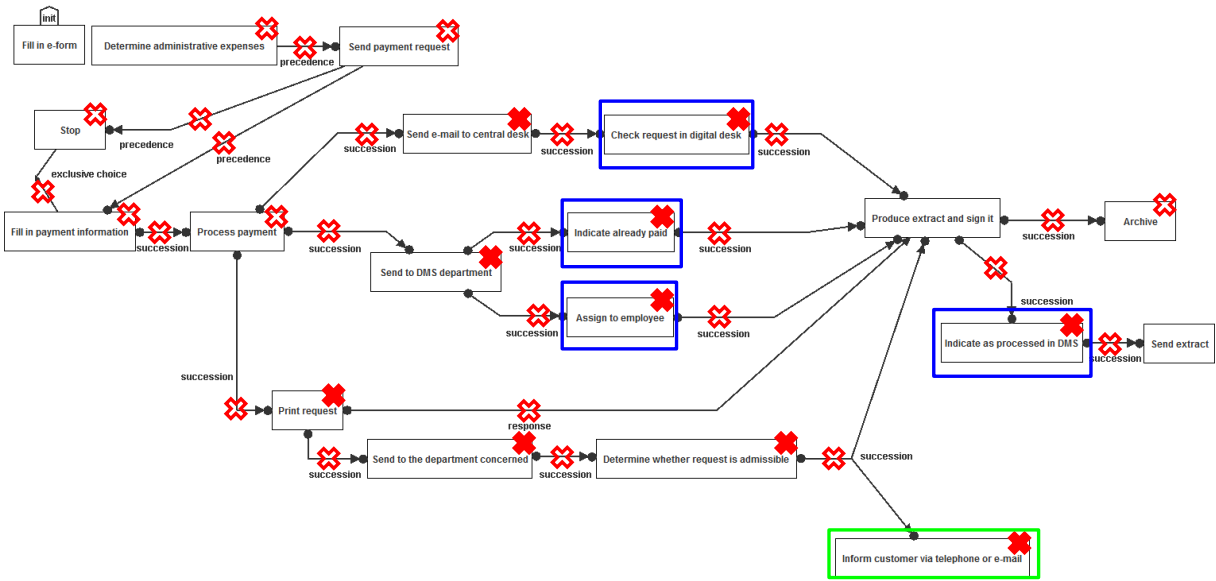 init
Fill in e-form
Determine administrative expenses
precedence
Send payment request
Stop
precedence
precedence
exclusive choice
Fill in payment information
succession
Process payment
succession
Send e-mail to central desk
succession
Check request in digital desk
succession
succession
Send to DMS department
succession
Indicate already paid
succession
succession
Assign to employee
succession
Produce extract and sign it
succession
Archive
succession
Indicate as processed in DMS
succession
Send extract
succession
Print request
response
succession
Send to the department concerned
succession
Determine whether request is admissible
succession
Inform customer via telephone or e-mail